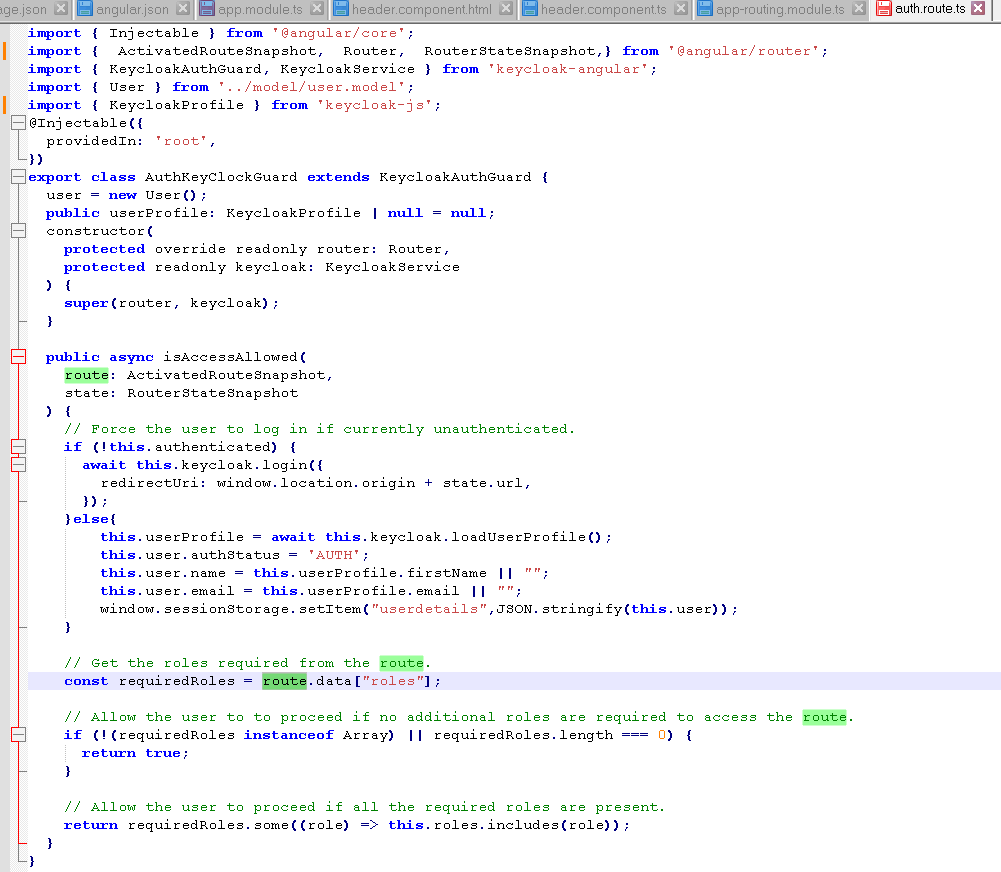 age.json angular.json app.module.ts header.component.html header.component.ts app-routing.module.ts auth.route.ts
import { Injectable } from '@angular/core';
import {  ActivatedRouteSnapshot,  Router,  RouterStateSnapshot,} from '@angular/router';
import { KeycloakAuthGuard, KeycloakService } from 'keycloak-angular';
import { User } from '../model/user.model';
import { KeycloakProfile } from 'keycloak-js';
@Injectable({
  providedIn: 'root',
})
export class AuthKeyClockGuard extends KeycloakAuthGuard {
  user = new User();
  public userProfile: KeycloakProfile | null = null;
  constructor(
    protected override readonly router: Router,
    protected readonly keycloak: KeycloakService
  ) {
    super(router, keycloak);
  }

  public async isAccessAllowed(
    route: ActivatedRouteSnapshot,
    state: RouterStateSnapshot
  ) {
    // Force the user to log in if currently unauthenticated.
    if (!this.authenticated) {
      await this.keycloak.login({
        redirectUri: window.location.origin + state.url,
      });
    }else{
        this.userProfile = await this.keycloak.loadUserProfile();
        this.user.authStatus = 'AUTH';
        this.user.name = this.userProfile.firstName || "";
        this.user.email = this.userProfile.email || "";
        window.sessionStorage.setItem("userdetails",JSON.stringify(this.user));
    }

    // Get the roles required from the route.
    const requiredRoles = route.data["roles"];

    // Allow the user to to proceed if no additional roles are required to access the route.
    if (!(requiredRoles instanceof Array) || requiredRoles.length === 0) {
      return true;
    }

    // Allow the user to proceed if all the required roles are present.
    return requiredRoles.some((role) => this.roles.includes(role));
  }
}